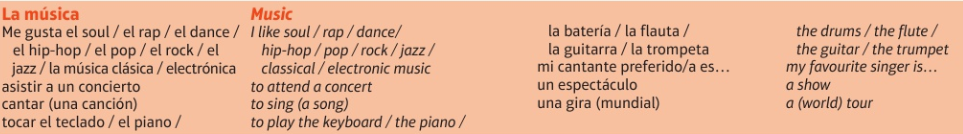 La música
Me gusta el soul / el rap / el dance /
el hip-hop / el pop / el rock / el
jazz / la música clásica / electrónica
asistir a un concierto
cantar (una canción)
tocar el teclado / el piano /
Music
I like soul / rap / dance/
hip-hop / pop / rock / jazz /
classical / electronic music
to attend a concert
to sing (a song)
to play the keyboard / the piano /
la batería / la flauta /
la guitarra / la trompeta
mi cantante preferido/a es…
un espectáculo
una gira (mundial)
the drums / the flute /
the guitar / the trumpet
my favourite singer is…
a show
a (world) tour